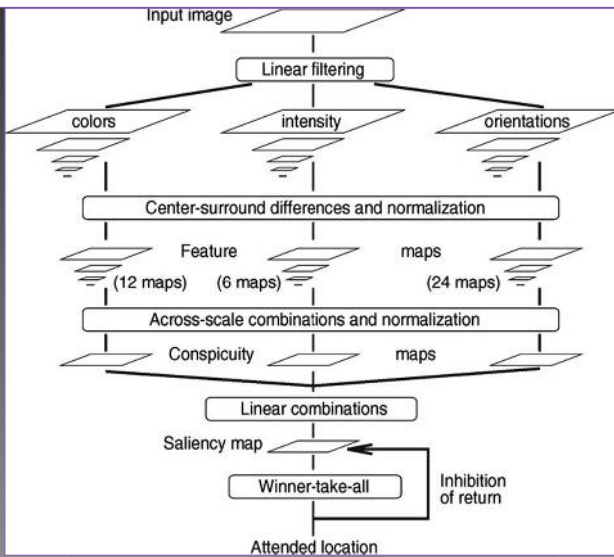 Input image
Linear filtering
colors intensity orientations
Center-surround differences and normalization
Feature maps
(12 maps) (6 maps) (24 maps)
Across-scale combinations and normalization
Conspicuity maps
Linear combinations
Saliency map
Winner-take-all
Inhibition
of return
Attended location